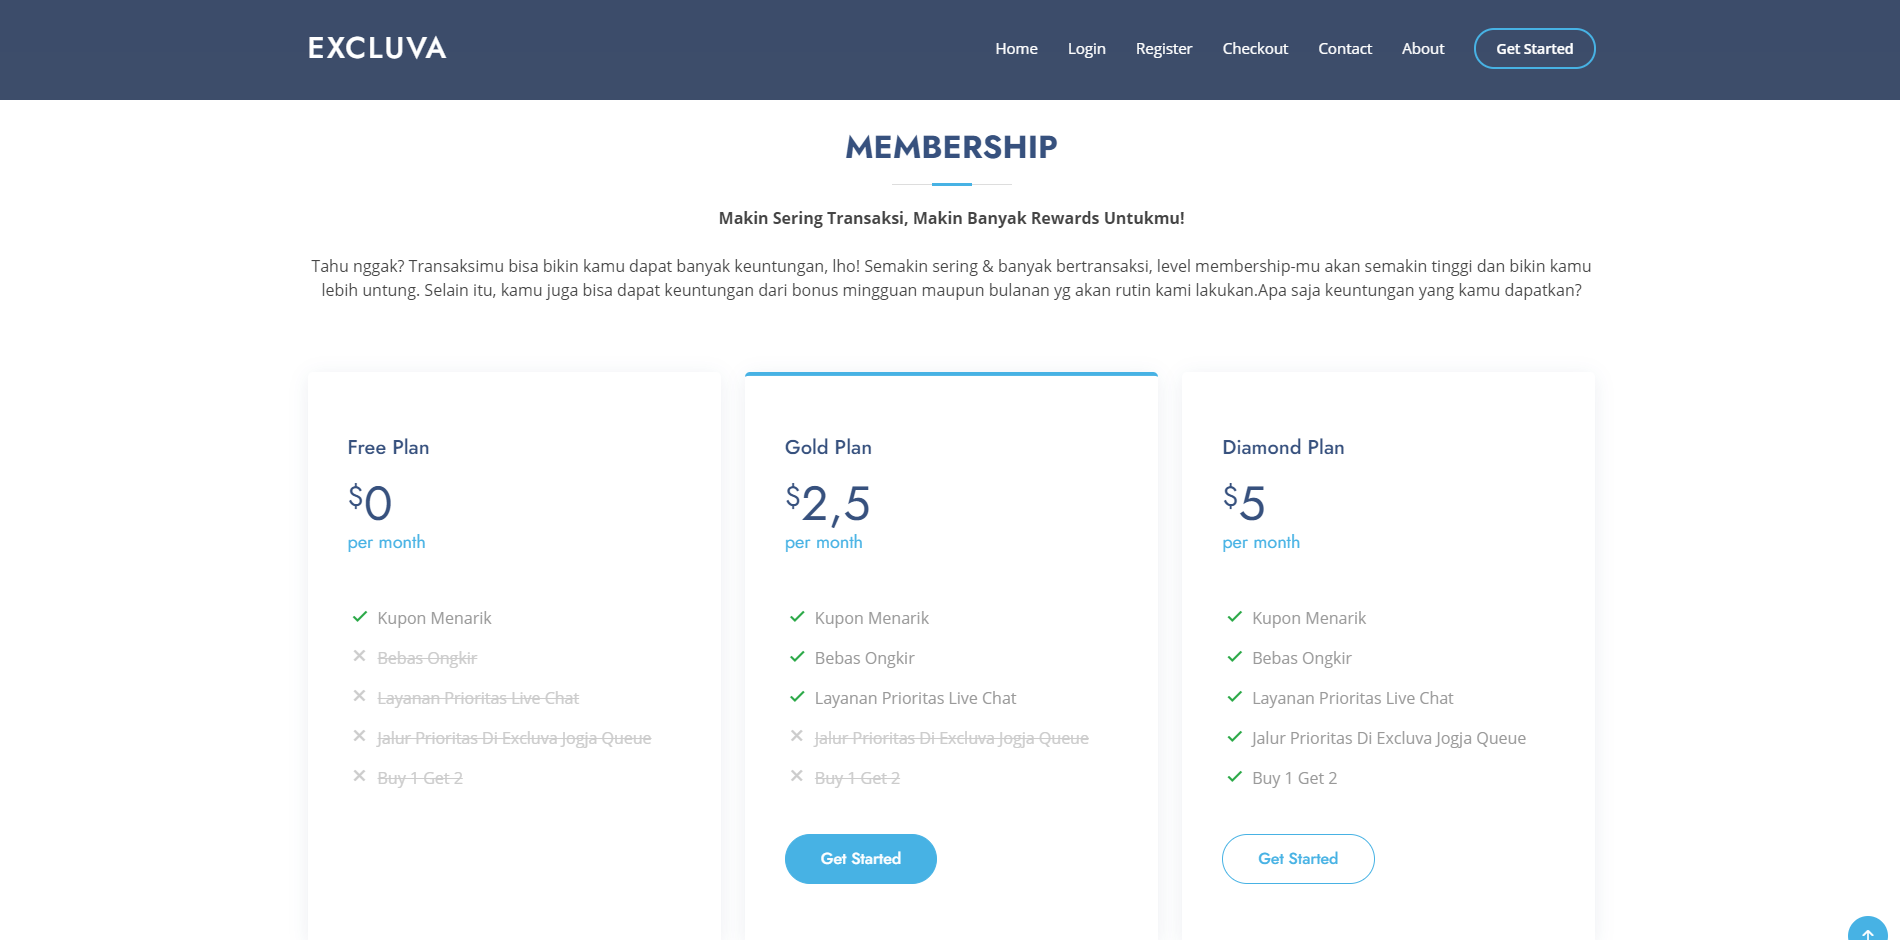 EXCLUVA
Home Login Register Checkout Contact About Get Started
MEMBERSHIP
Makin Sering Transaksi, Makin Banyak Rewards Untukmu!
Tahu nggak? Transaksimu bisa bikin kamu dapat banyak keuntungan, lho! Semakin sering & banyak bertransaksi, level membership-mu akan semakin tinggi dan bikin kamu
lebih untung. Selain itu, kamu juga bisa dapat keuntungan dari bonus mingguan maupun bulanan yg akan rutin kami lakukan.Apa saja keuntungan yang kamu dapatkan?
Free Plan
$0
per month
Kupon Menarik
Bebas Ongkir
Layanan Prioritas Live Chat
Jalur Prioritas Di Excluva Jogja Queue
Buy 1 Get 2
Gold Plan
$2,5
per month
Kupon Menarik
Bebas Ongkir
Layanan Prioritas Live Chat
Jalur Prioritas Di Excluva Jogja Queue
Buy 1 Get 2
Get Started
Diamond Plan
$5
per month
Kupon Menarik
Bebas Ongkir
Layanan Prioritas Live Chat
Jalur Prioritas Di Excluva Jogja Queue
Buy 1 Get 2
Get Started